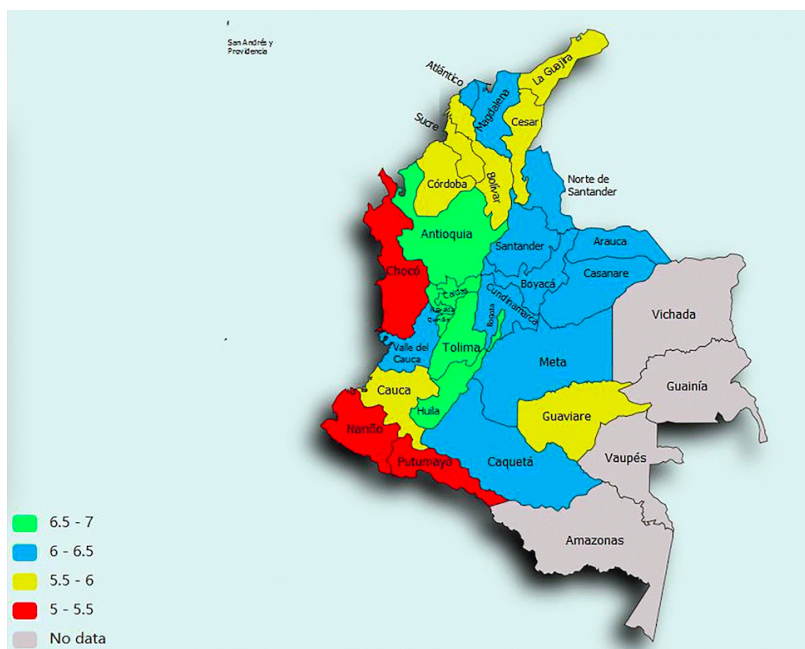 San Andrés y
Providencia
Atlántico
La Guajira
Magdalena
Cesar
Sucre
Córdoba
Bolívar
Norte de
Santander
Antioquia
Santander
Arauca
Chocó
Boyacá
Casanare
Caldas
Cundinamarca
Bogotá
Vichada
Valle del
Cauca
Tolima
Meta
Guainía
Cauca
Huila
Guaviare
Nariño
Putumayo
Caquetá
Vaupés
Amazonas
6.5 - 7
6 - 6.5
5.5 - 6
5 - 5.5
No data